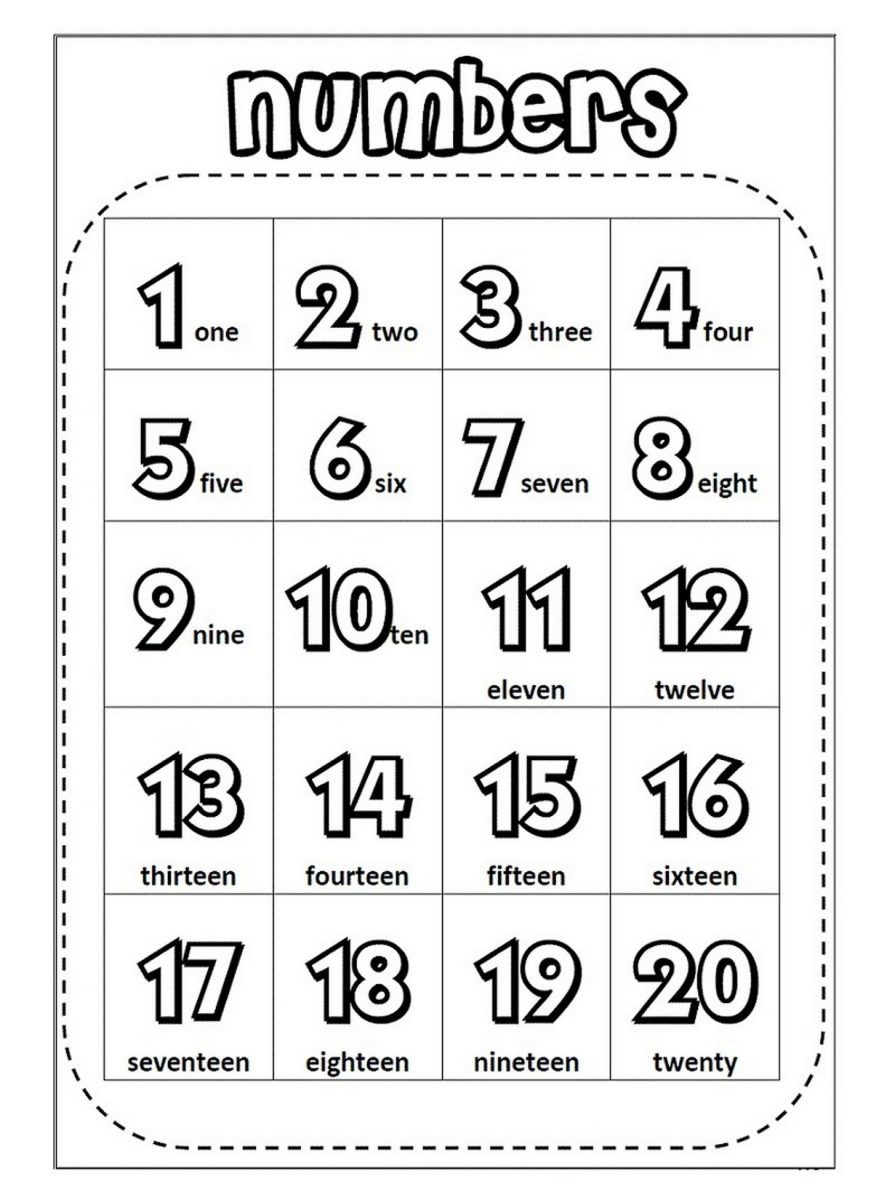 numbers
1 one 2 two 3 three 4 four
5 five 6 six 7 seven 8 eight
9 nine 10 ten 11 eleven 12 twelve
13 thirteen 14 fourteen 15 fifteen 16 sixteen
17 seventeen 18 eighteen 19 nineteen 20 twenty